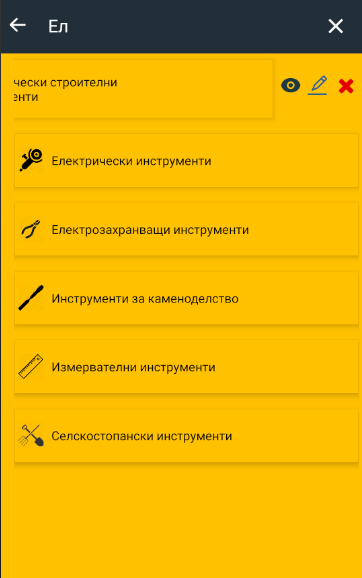 Ел
чески строителни
енти
Електрически инструменти
Електрозахранващи инструменти
Инструменти за каменоделство
Измервателни инструменти
Селскостопански инструменти